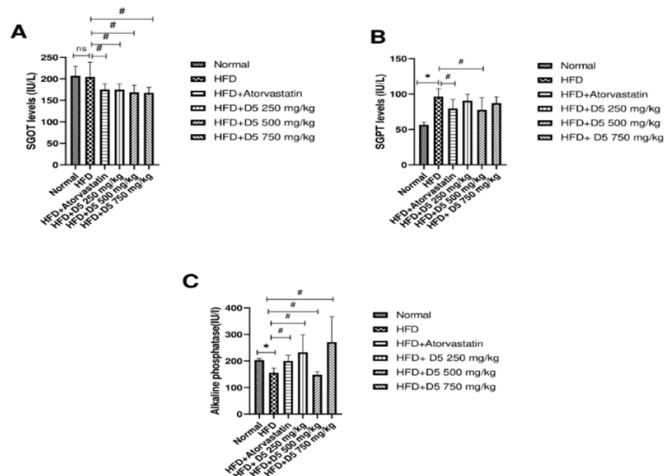 A
#
#
#
ns
#
SGOT levels (IU/L)
250
200
150
100
50
0
Normal
HFD
HFD+Atorvastatin
HFD+D5 250 mg/kg
HFD+D5 500 mg/kg
HFD+D5 750 mg/kg
Normal
HFD
HFD+Atorvastatin
HFD+D5 250 mg/kg
HFD+D5 500 mg/kg
HFD+D5 750 mg/kg
B
#
*
#
SGPT levels (IU/L)
150
100
50
0
Normal
HFD
HFD+Atorvastatin
HFD+D5 250 mg/kg
HFD+D5 500 mg/kg
HFD+ D5 750 mg/kg
Normal
HFD
HFD+Atorvastatin
HFD+D5 250 mg/kg
HFD+D5 500 mg/kg
HFD+ D5 750 mg/kg
C
#
#
#
*
#
Alkaline phosphatase(IU/l)
400
300
200
100
0
Normal
HFD
HFD+Atorvastatin
HFD+ D5 250 mg/kg
HFD+D5 500 mg/kg
HFD+D5 750 mg/kg
Normal
HFD
HFD+Atorvastatin
HFD+ D5 250 mg/kg
HFD+D5 500 mg/kg
HFD+D5 750 mg/kg